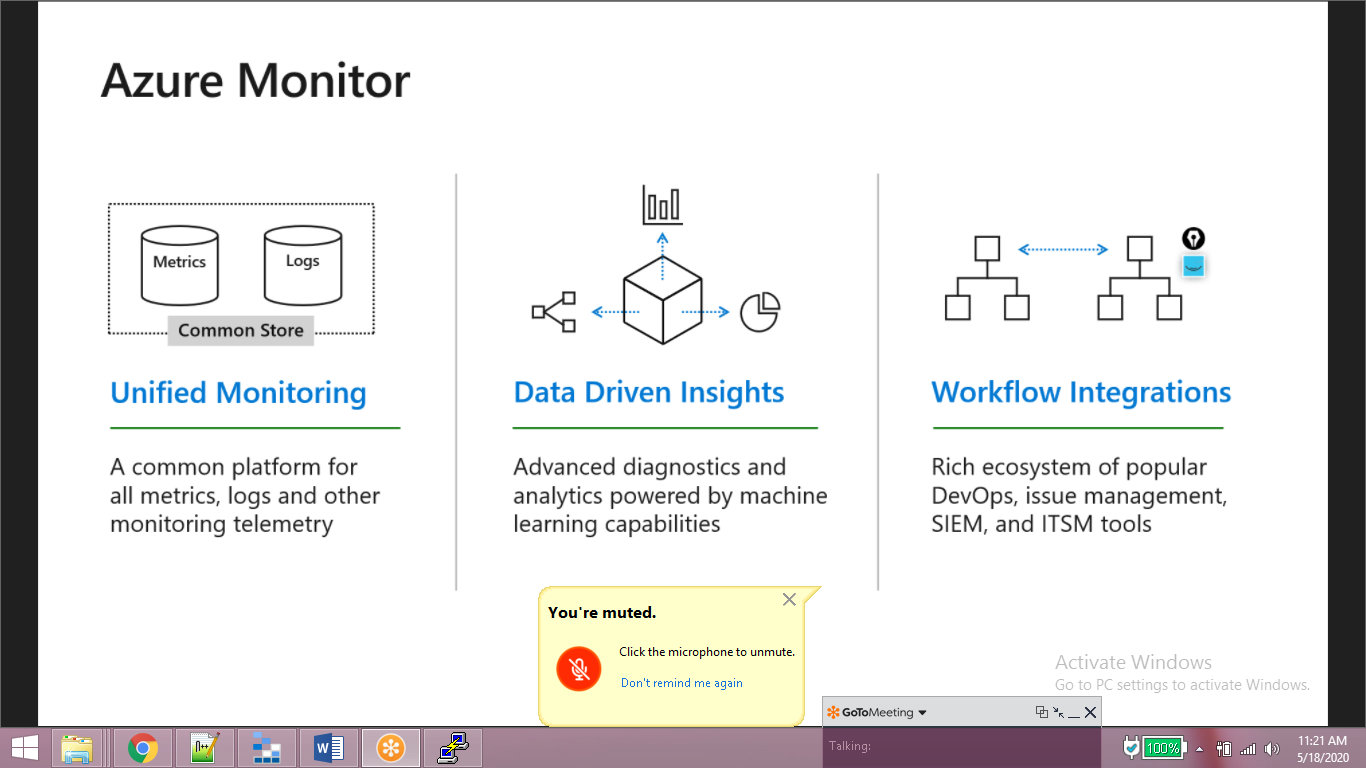 Azure Monitor
Metrics
Logs
Common Store
Unified Monitoring
A common platform for
all metrics, logs and other
monitoring telemetry
Data Driven Insights
Advanced diagnostics and
analytics powered by machine
learning capabilities
Workflow Integrations
Rich ecosystem of popular
DevOps, issue management,
SIEM, and ITSM tools
You're muted.
Click the microphone to unmute.
Don't remind me again
Activate Windows
Go to PC settings to activate Windows.
GoToMeeting
Talking:
100%
11:21 AM
5/18/2020